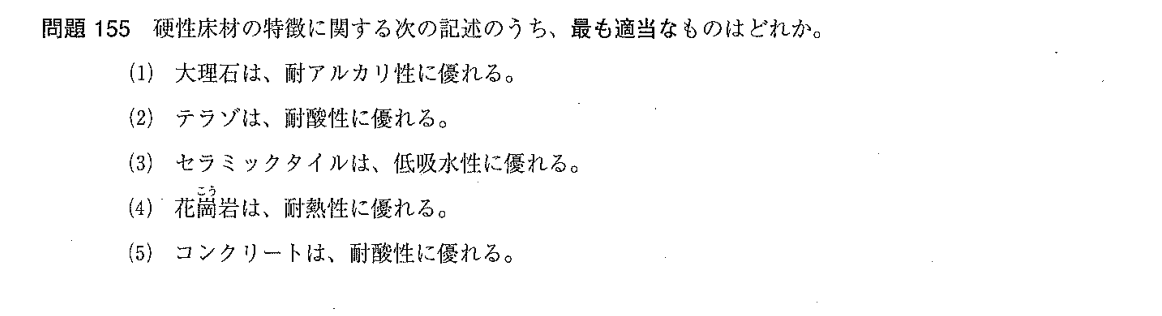 問題 155 硬性床材の特徴に関する次の記述のうち、最も適当なものはどれか。
(1) 大理石は、耐アルカリ性に優れる。
(2) テラゾは、耐酸性に優れる。
(3) セラミックタイルは、低吸水性に優れる。
こう
(4) 花崗岩は、耐熱性に優れる。
(5) コンクリートは、耐酸性に優れる。